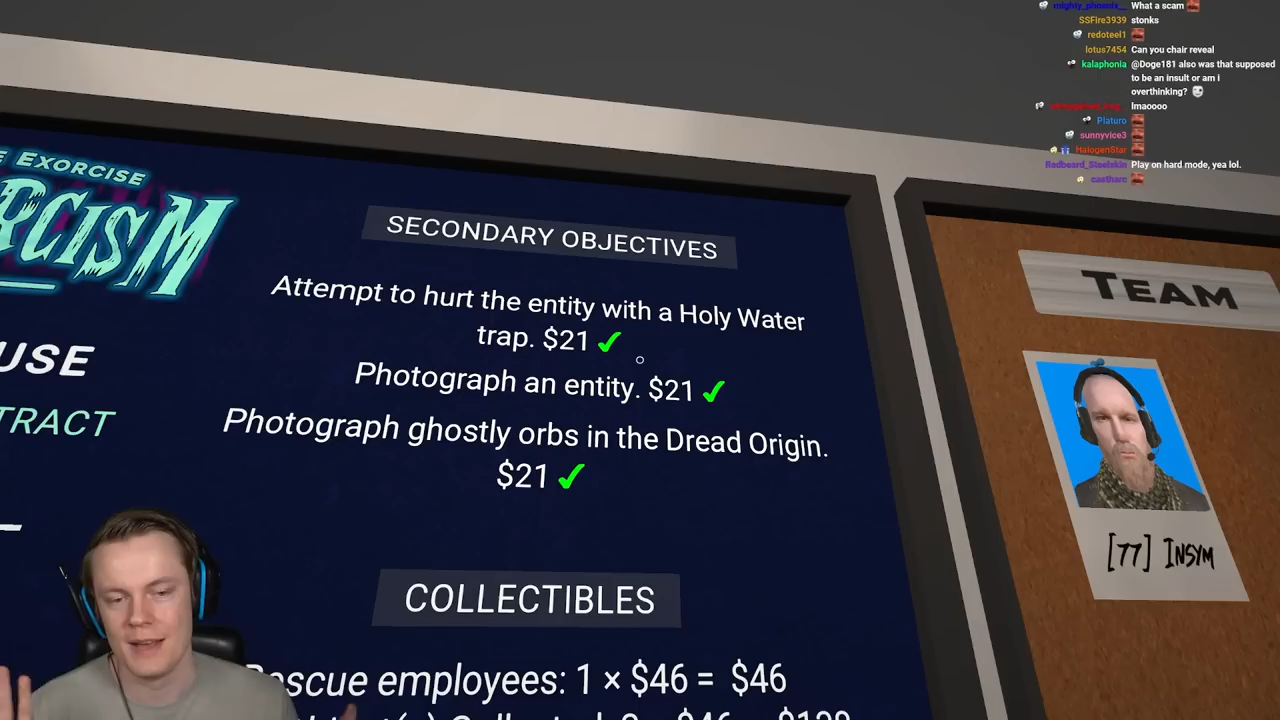 What a scam
SSFire3939 stonks
redoteel1
lotus7454 Can you chair reveal
kalaphonia @Doge181 also was that supposed
to be an insult or am i
overthinking?
lmaoooo
Platuro
sunnyvice3
HalogenStar
Redbeard_Steelskin Play on hard mode, yea lol.
castharc
E EXORCISE
RCISM
USE
TRACT
SECONDARY OBJECTIVES
Attempt to hurt the entity with a Holy Water
trap. $21 ✓
Photograph an entity. $21 ✓
Photograph ghostly orbs in the Dread Origin.
$21 ✓
COLLECTIBLES
Rescue employees: 1 × $46 = $46
TEAM
[77] INSYM